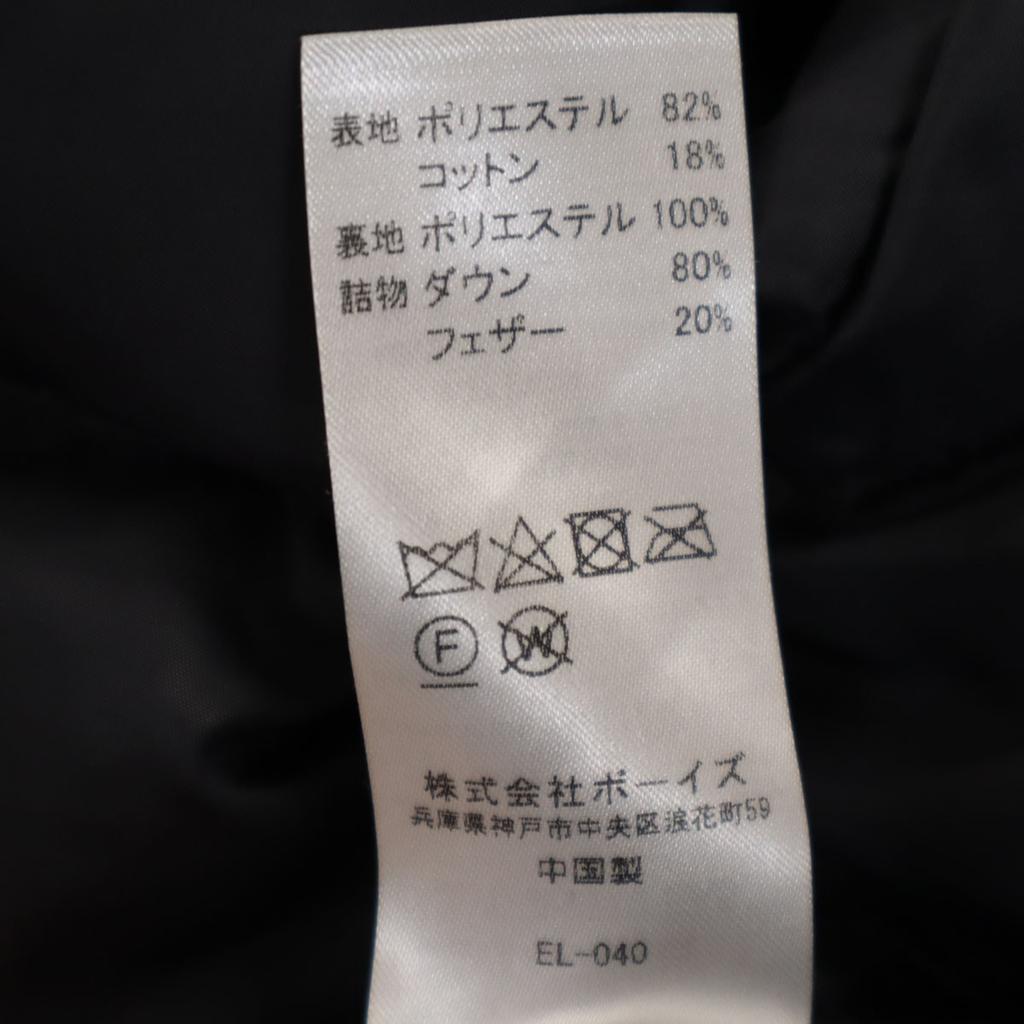 表地 ポリエステル 82%
コットン 18%
裏地 ポリエステル 100%
詰物 ダウン 80%
フェザー 20%
F W
株式会社ボーイズ
兵庫県神戸市中央区浪花町59
中国製
EL-040